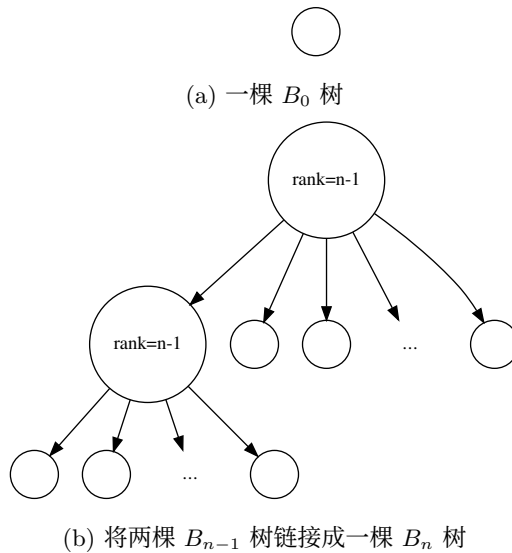 (a) 一棵 B₀ 树
rank=n-1
rank=n-1
...
...
(b) 将两棵 Bₙ₋₁ 树链接成一棵 Bₙ 树